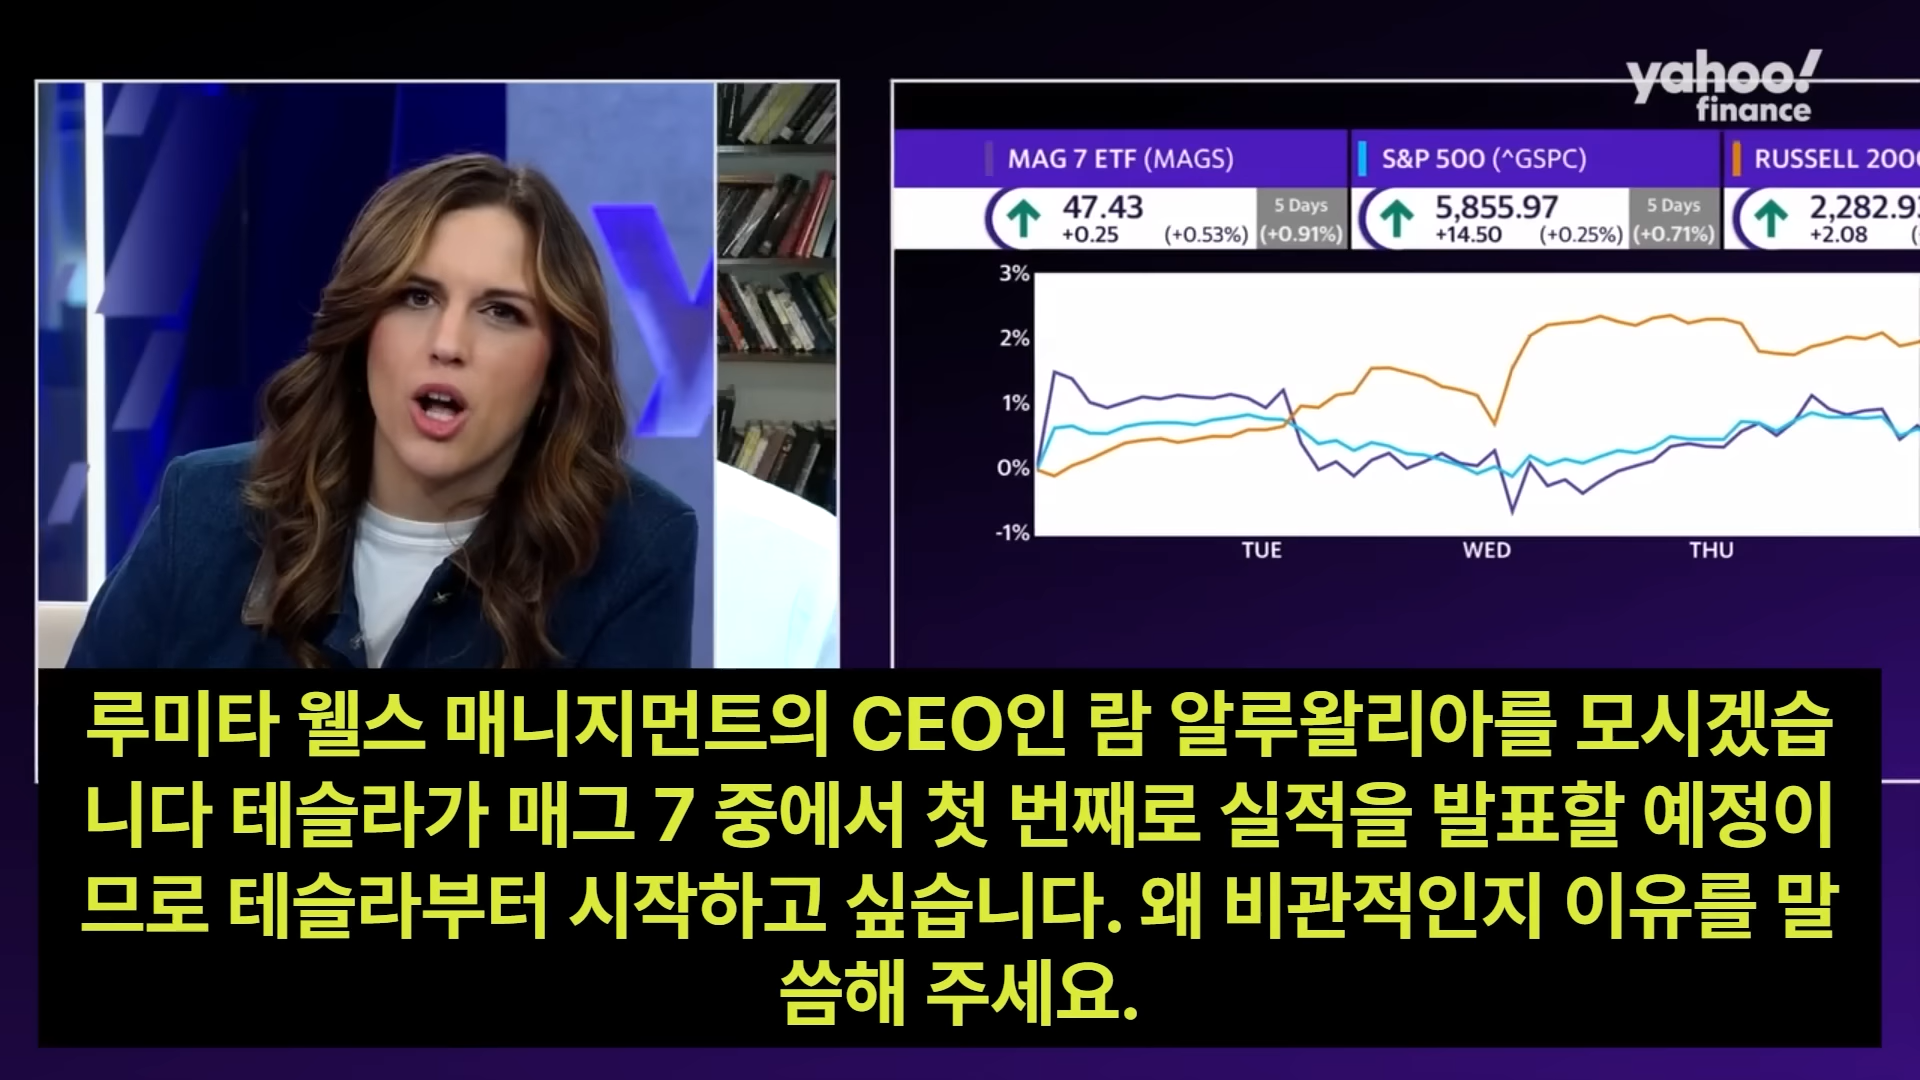 yahoo!
finance
MAG 7 ETF (MAGS)
47.43
+0.25 (+0.53%)
5 Days
(+0.91%)
S&P 500 (^GSPC)
5,855.97
+14.50 (+0.25%)
5 Days
(+0.71%)
RUSSELL
+2.08
3%
2%
1%
0%
-1%
TUE WED THU
루미타 웰스 매니지먼트의 CEO인 람 알루왈리아를 모시겠습
니다 테슬라가 매그 7 중에서 첫 번째로 실적을 발표할 예정이
므로 테슬라부터 시작하고 싶습니다. 왜 비관적인지 이유를 말
씀해 주세요.